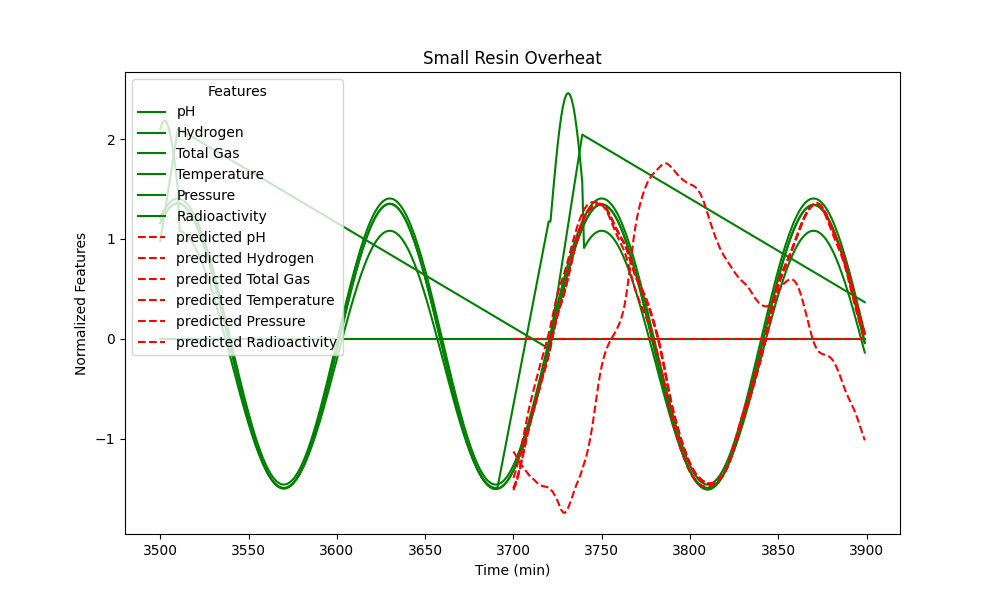 Small Resin Overheat
Features
pH
Hydrogen
Total Gas
Temperature
Pressure
Radioactivity
predicted pH
predicted Hydrogen
predicted Total Gas
predicted Temperature
predicted Pressure
predicted Radioactivity
Normalized Features
2
1
0
−1
3500 3550 3600 3650 3700 3750 3800 3850 3900
Time (min)